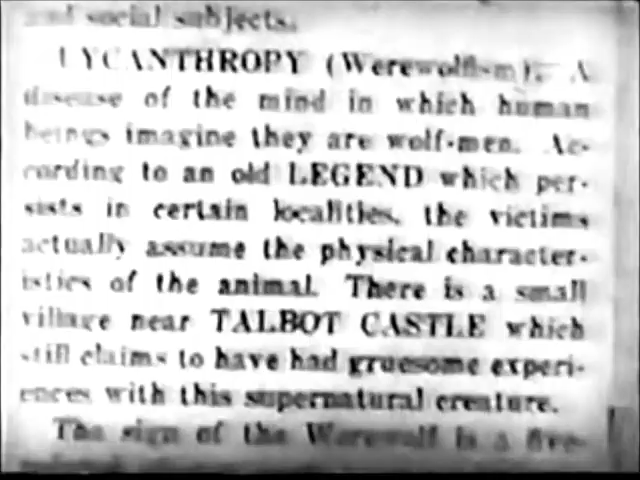 and social subjects.
LYCANTHROPY (Werewolfism). A
disease of the mind in which human
beings imagine they are wolf-men. Ac-
cording to an old LEGEND which per-
sists in certain localities, the victims
actually assume the physical character-
istics of the animal. There is a small
village near TALBOT CASTLE which
still claims to have had gruesome experi-
ences with this supernatural creature.
The sign of the Werewolf is a five-